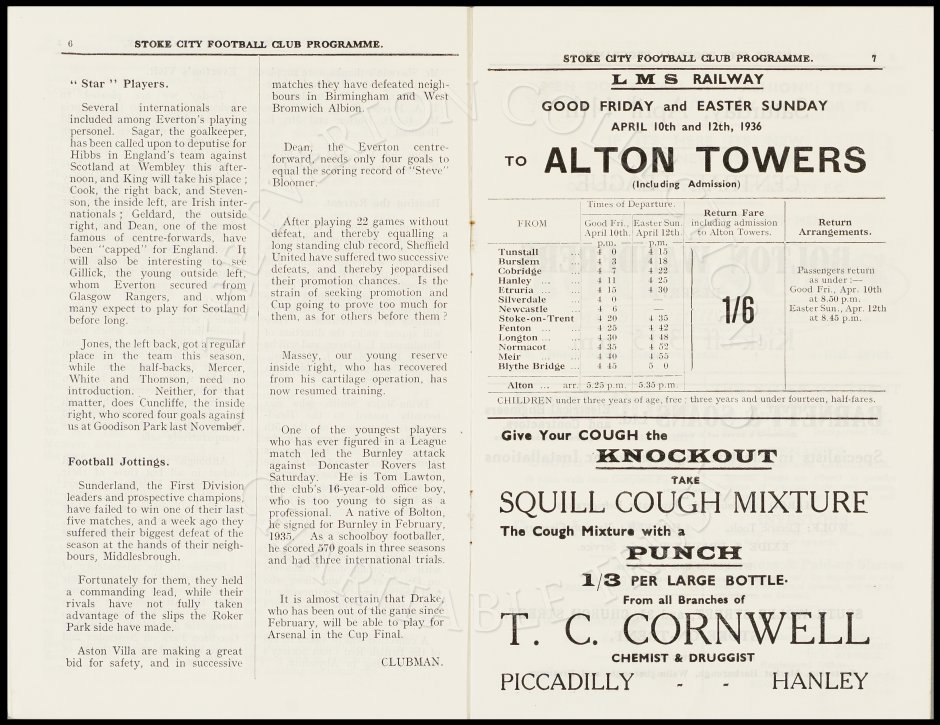 6 STOKE CITY FOOTBALL CLUB PROGRAMME.
“ Star ” Players.
Several internationals are
included among Everton's playing
personel. Sagar, the goalkeeper,
has been called upon to deputise for
Hibbs in England's team against
Scotland at Wembley this after-
noon, and King will take his place ;
Cook, the right back, and Steven-
son, the inside left, are Irish inter-
nationals ; Geldard, the outside
right, and Dean, one of the most
famous of centre-forwards, have
been “capped” for England. It
will also be interesting to see
Gillick, the young outside left,
whom Everton secured from
Glasgow Rangers, and whom
many expect to play for Scotland
before long.
Jones, the left back, got a regular
place in the team this season,
while the half-backs, Mercer,
White and Thomson, need no
introduction. Neither, for that
matter, does Cuncliffe, the inside
right, who scored four goals against
us at Goodison Park last November.
Football Jottings.
Sunderland, the First Division
leaders and prospective champions,
have failed to win one of their last
five matches, and a week ago they
suffered their biggest defeat of the
season at the hands of their neigh-
bours, Middlesbrough.
Fortunately for them, they held
a commanding lead, while their
rivals have not fully taken
advantage of the slips the Roker
Park side have made.
Aston Villa are making a great
bid for safety, and in successive
matches they have defeated neigh-
bours in Birmingham and West
Bromwich Albion.
Dean, the Everton centre-
forward, needs only four goals to
equal the scoring record of “Steve”
Bloomer.
After playing 22 games without
defeat, and thereby equalling a
long standing club record, Sheffield
United have suffered two successive
defeats, and thereby jeopardised
their promotion chances. Is the
strain of seeking promotion and
Cup going to prove too much for
them, as for others before them ?
Massey, our young reserve
inside right, who has recovered
from his cartilage operation, has
now resumed training.
One of the youngest players
who has ever figured in a League
match led the Burnley attack
against Doncaster Rovers last
Saturday. He is Tom Lawton,
the club's 16-year-old office boy,
who is too young to sign as a
professional. A native of Bolton,
he signed for Burnley in February,
1935. As a schoolboy footballer,
he scored 570 goals in three seasons
and had three international trials.
It is almost certain that Drake,
who has been out of the game since
February, will be able to play for
Arsenal in the Cup Final.
CLUBMAN.
STOKE CITY FOOTBALL CLUB PROGRAMME. 7
LMS RAILWAY
GOOD FRIDAY and EASTER SUNDAY
APRIL 10th and 12th, 1936
TO ALTON TOWERS
(Including Admission)
FROM
Times of Departure.
Good Fri., April 10th.
Easter Sun. April 12th.
Return Fare including admission to Alton Towers.
Return Arrangements.
p.m. p.m.
Tunstall 4 0 4 15
Burslem 4 3 4 18
Cobridge 4 7 4 22
Hanley ... 4 11 4 25
Etruria ... 4 15 4 30
Silverdale 4 0 —
Newcastle 4 6 —
Stoke-on-Trent 4 20 4 35
Fenton ... 4 25 4 42
Longton ... 4 30 4 48
Normacot 4 35 4 52
Meir ... 4 40 4 55
Blythe Bridge ... 4 45 5 0
1/6
Passengers return
as under :—
Good Fri., Apr. 10th
at 8.50 p.m.
Easter Sun., Apr. 12th
at 8.45 p.m.
Alton ... arr. 5.25 p.m. 5.35 p.m.
CHILDREN under three years of age, free ; three years and under fourteen, half-fares.
Give Your COUGH the
KNOCKOUT
TAKE
SQUILL COUGH MIXTURE
The Cough Mixture with a
PUNCH
1/3 PER LARGE BOTTLE.
From all Branches of
T. C. CORNWELL
CHEMIST & DRUGGIST
PICCADILLY - - HANLEY